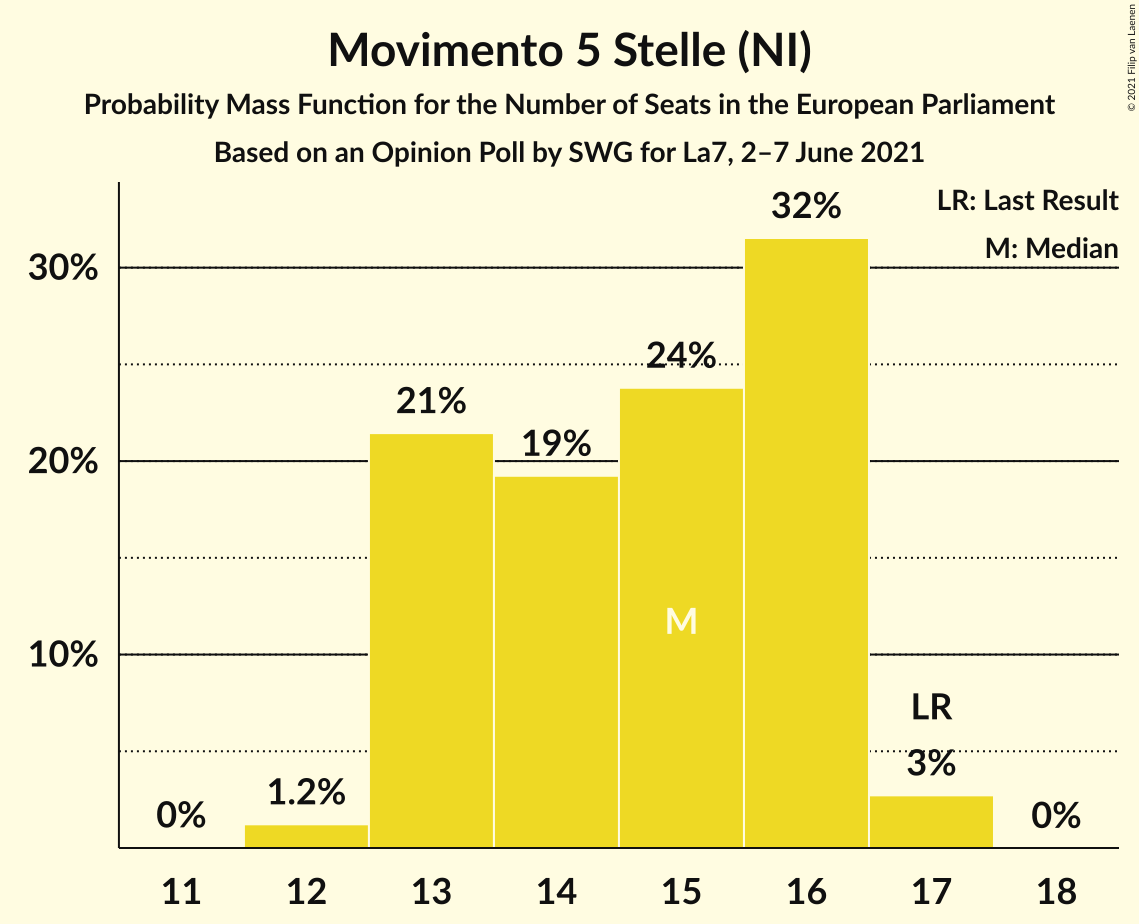 Movimento 5 Stelle (NI)
Probability Mass Function for the Number of Seats in the European Parliament
Based on an Opinion Poll by SWG for La7, 2–7 June 2021
© 2021 Filip van Laenen
LR: Last Result
M: Median
30%
20%
10%
0%
1.2%
21%
19%
24%
32%
3%
0%
M
LR
11 12 13 14 15 16 17 18